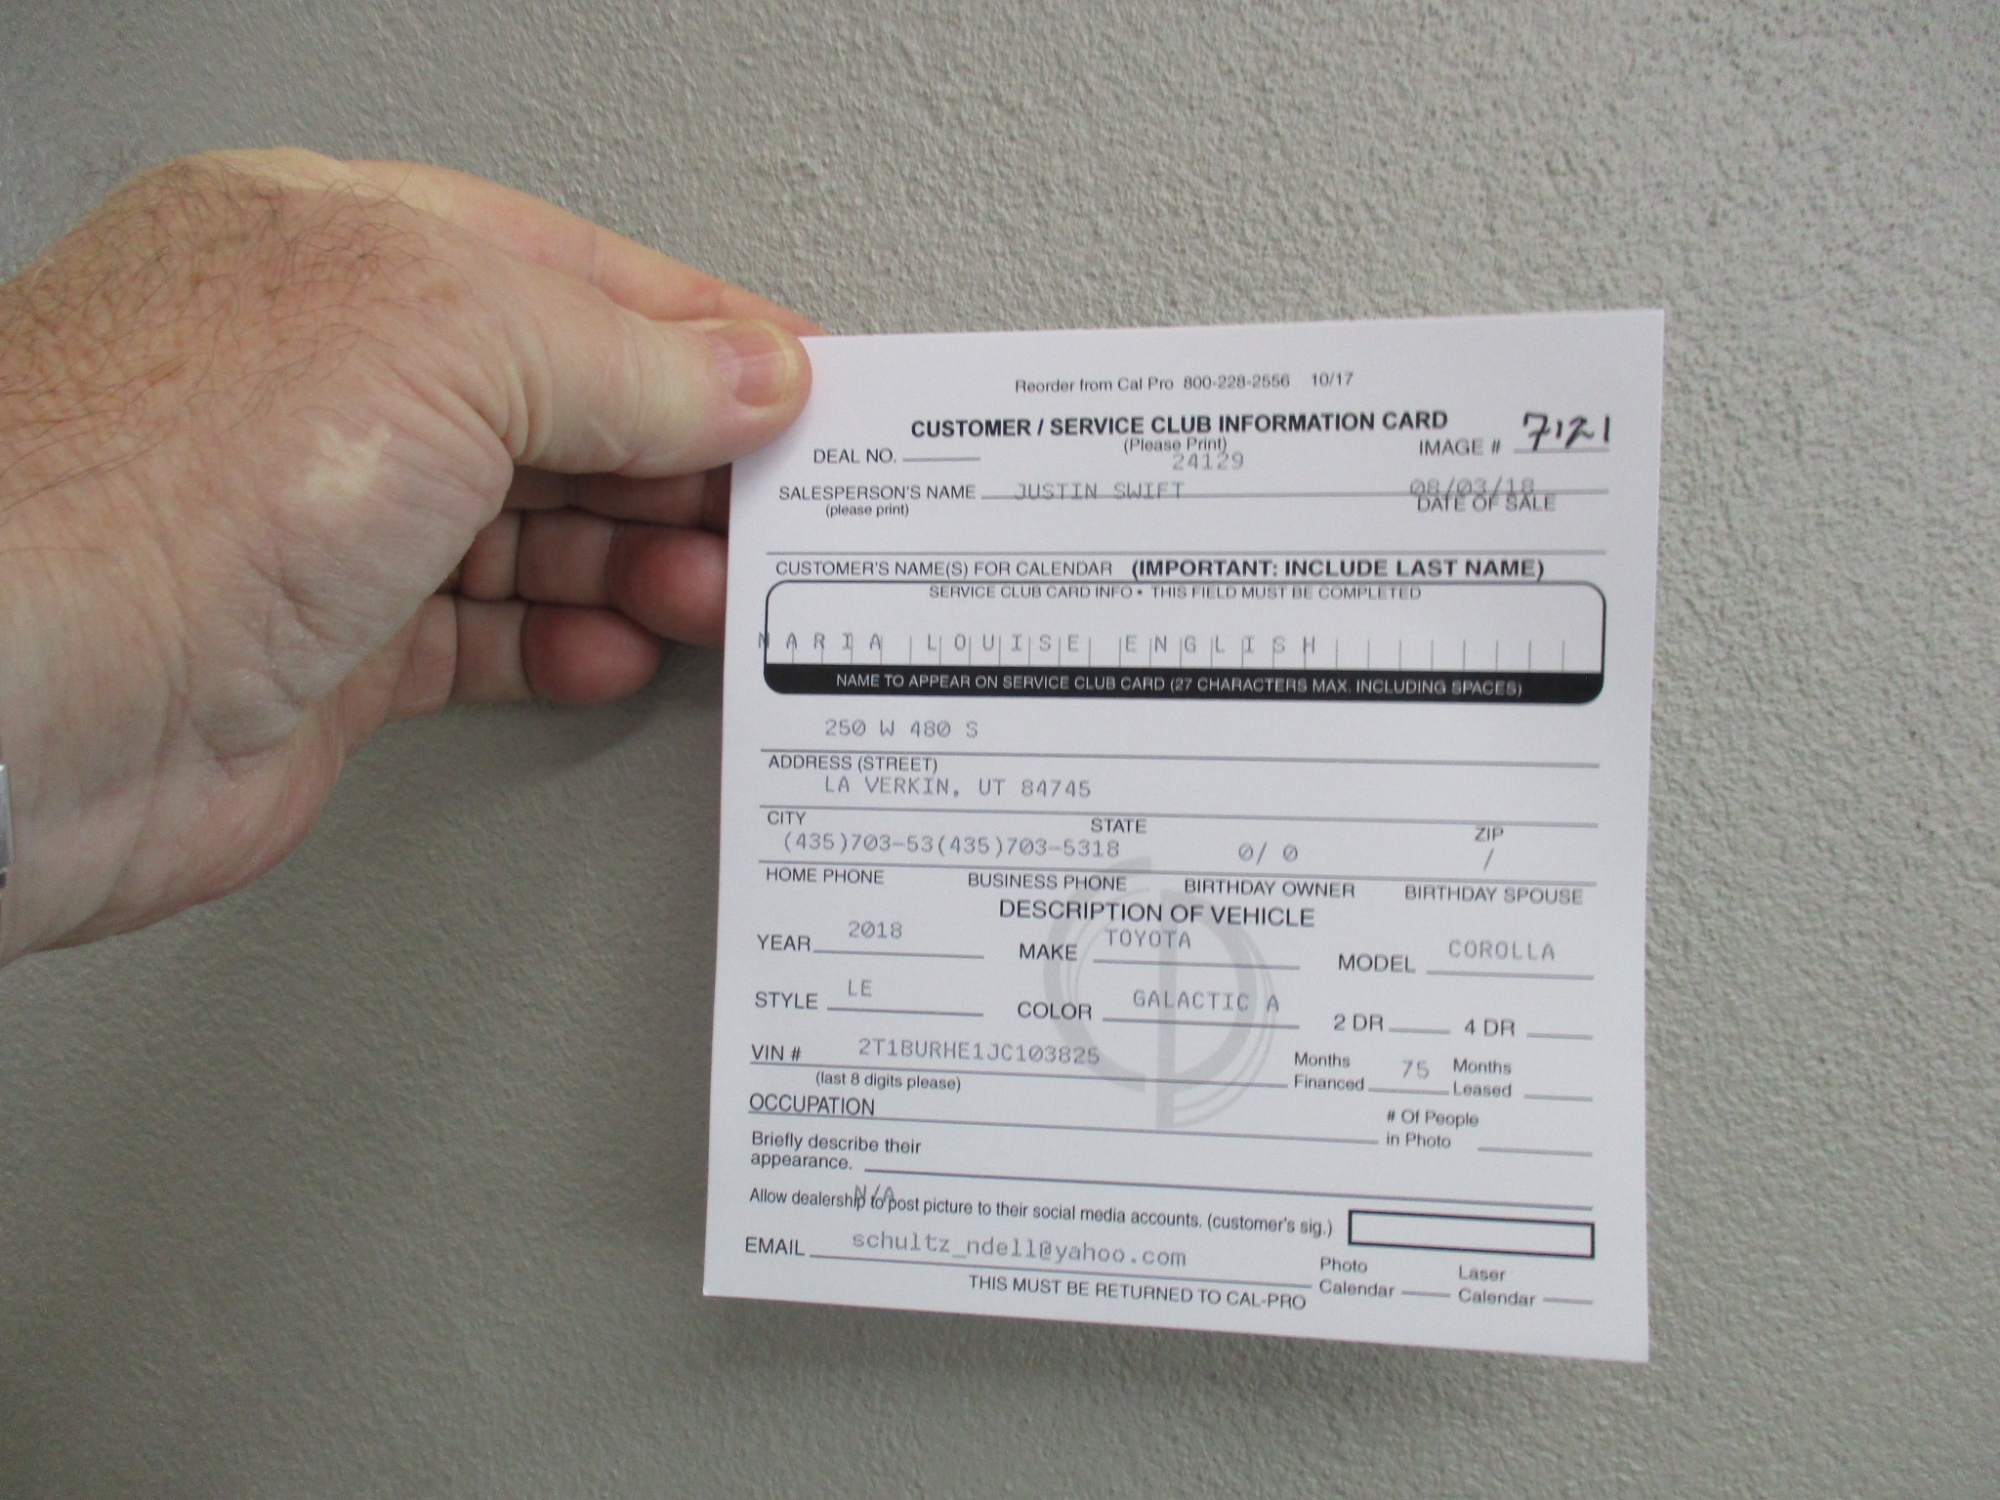 Reorder from Cal Pro 800-228-2556 10/17
CUSTOMER / SERVICE CLUB INFORMATION CARD
(Please Print)
IMAGE # 7121
DEAL NO. 24129
SALESPERSON'S NAME JUSTIN SWIFT 08/03/18
(please print) DATE OF SALE
CUSTOMER'S NAME(S) FOR CALENDAR (IMPORTANT: INCLUDE LAST NAME)
SERVICE CLUB CARD INFO • THIS FIELD MUST BE COMPLETED
MARIA LOUISE ENGLISH
NAME TO APPEAR ON SERVICE CLUB CARD (27 CHARACTERS MAX. INCLUDING SPACES)
250 W 480 S
ADDRESS (STREET)
LA VERKIN, UT 84745
CITY STATE ZIP
(435)703-53(435)703-5318 0/ 0 /
HOME PHONE BUSINESS PHONE BIRTHDAY OWNER BIRTHDAY SPOUSE
DESCRIPTION OF VEHICLE
YEAR 2018 MAKE TOYOTA MODEL COROLLA
STYLE LE COLOR GALACTIC A 2 DR 4 DR
VIN # 2T1BURHE1JC103825 Months Financed 75 Months Leased
(last 8 digits please)
OCCUPATION # Of People in Photo
Briefly describe their
appearance.
N/A
Allow dealership to post picture to their social media accounts. (customer's sig.)
EMAIL schultz_ndell@yahoo.com Photo Calendar Laser Calendar
THIS MUST BE RETURNED TO CAL-PRO